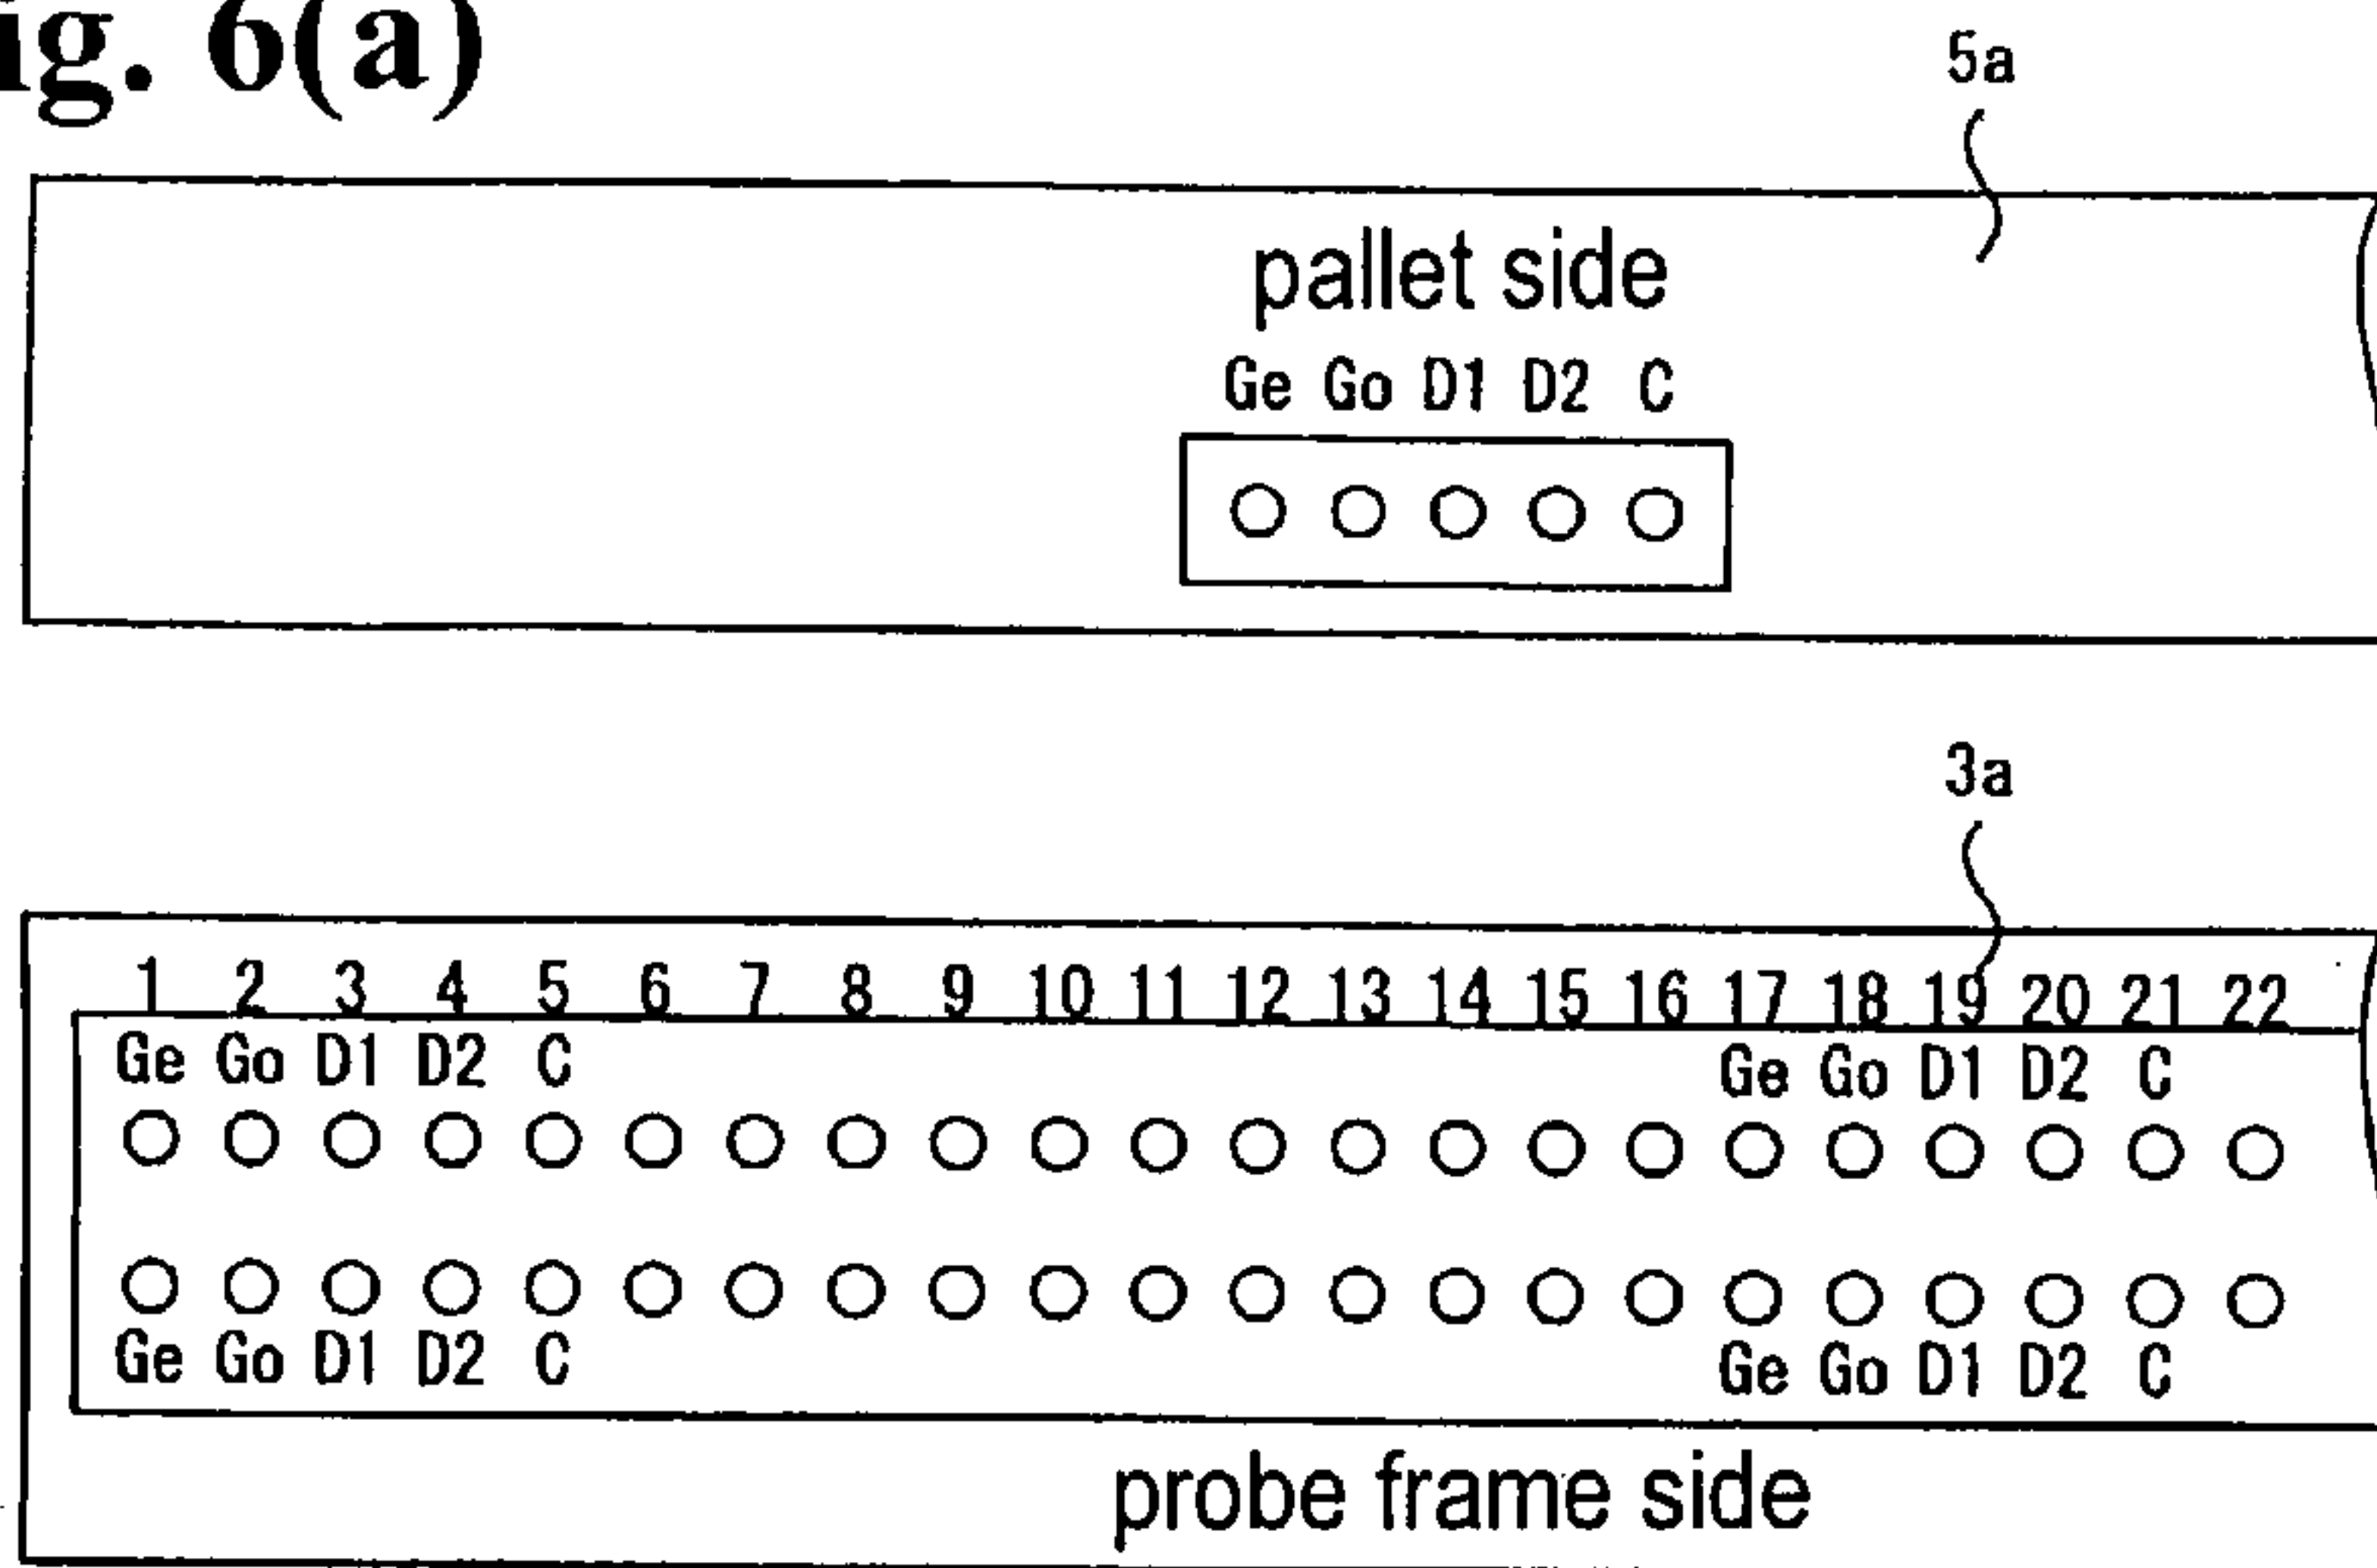 ig. 6(a)
5a
pallet side
Ge Go D1 D2 C
3a
1 2 3 4 5 6 7 8 9 10 11 12 13 14 15 16 17 18 19 20 21 22
Ge Go D1 D2 C Ge Go D1 D2 C
Ge Go D1 D2 C Ge Go D1 D2 C
probe frame side